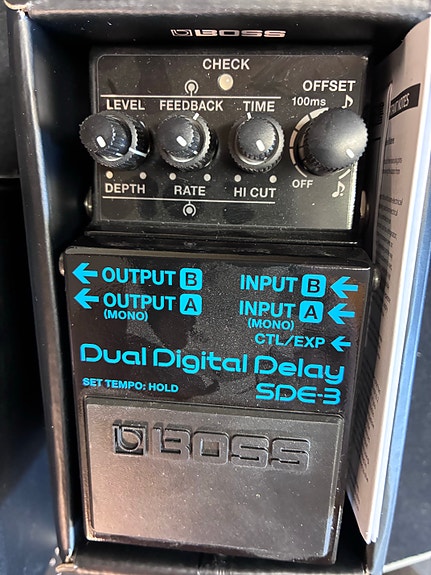 BOSS
CHECK
OFFSET
LEVEL FEEDBACK TIME 100ms
DEPTH RATE HI CUT OFF
OUTPUT B INPUT B
OUTPUT A INPUT A
(MONO) (MONO)
CTL/EXP
Dual Digital Delay
SET TEMPO: HOLD SDE-3
BOSS